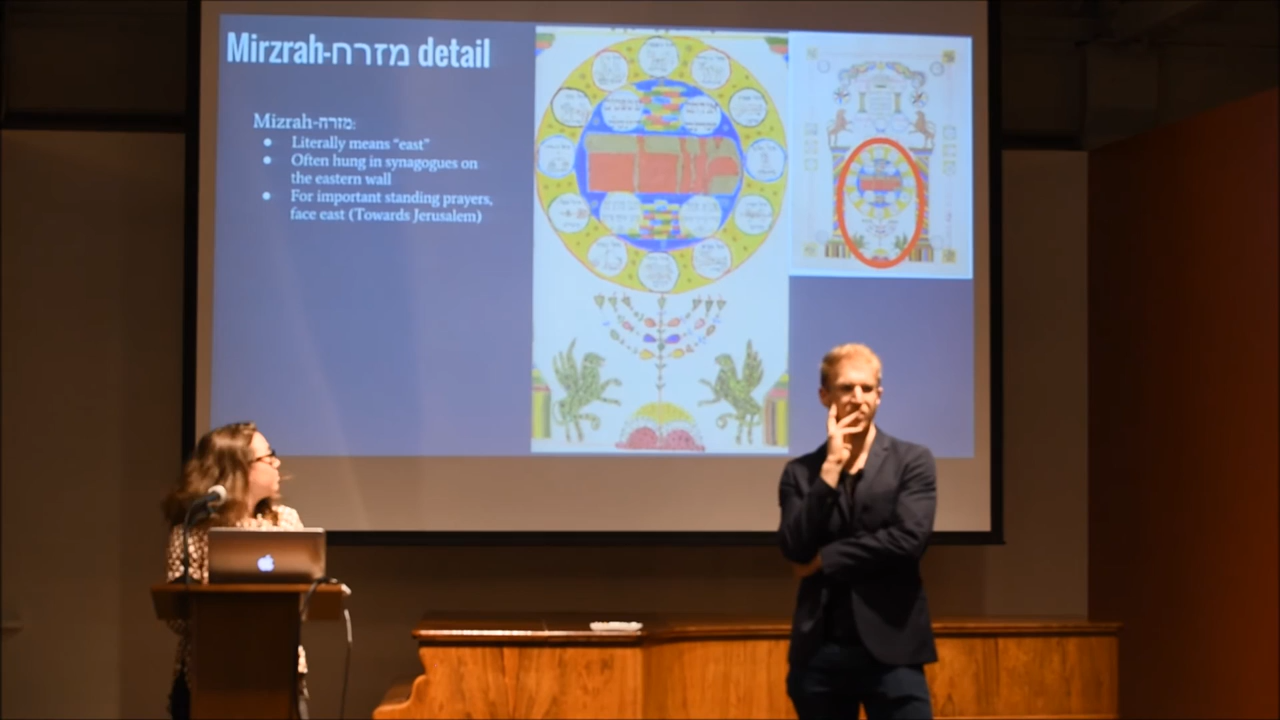 Mirzrah-מזרח detail
Mizrah-מזרח:
Literally means “east”
Often hung in synagogues on
the eastern wall
For important standing prayers,
face east (Towards Jerusalem)